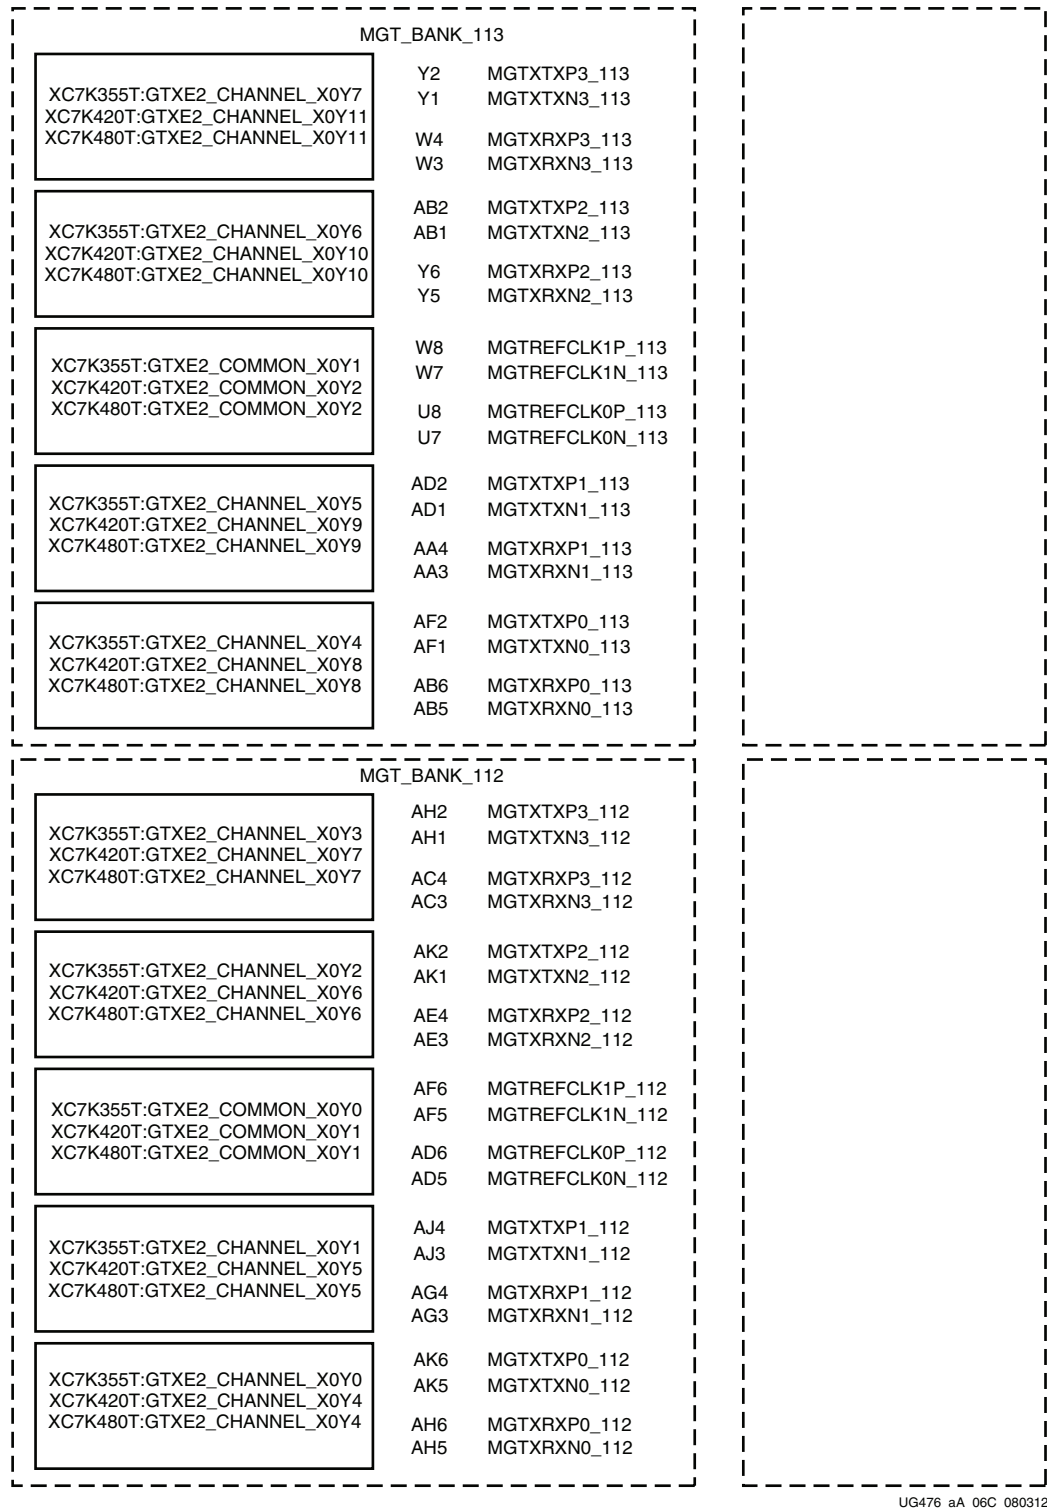 MGT_BANK_113
XC7K355T:GTXE2_CHANNEL_X0Y7
XC7K420T:GTXE2_CHANNEL_X0Y11
XC7K480T:GTXE2_CHANNEL_X0Y11
Y2 MGTXTXP3_113
Y1 MGTXTXN3_113
W4 MGTXRXP3_113
W3 MGTXRXN3_113
XC7K355T:GTXE2_CHANNEL_X0Y6
XC7K420T:GTXE2_CHANNEL_X0Y10
XC7K480T:GTXE2_CHANNEL_X0Y10
AB2 MGTXTXP2_113
AB1 MGTXTXN2_113
Y6 MGTXRXP2_113
Y5 MGTXRXN2_113
XC7K355T:GTXE2_COMMON_X0Y1
XC7K420T:GTXE2_COMMON_X0Y2
XC7K480T:GTXE2_COMMON_X0Y2
W8 MGTREFCLK1P_113
W7 MGTREFCLK1N_113
U8 MGTREFCLK0P_113
U7 MGTREFCLK0N_113
XC7K355T:GTXE2_CHANNEL_X0Y5
XC7K420T:GTXE2_CHANNEL_X0Y9
XC7K480T:GTXE2_CHANNEL_X0Y9
AD2 MGTXTXP1_113
AD1 MGTXTXN1_113
AA4 MGTXRXP1_113
AA3 MGTXRXN1_113
XC7K355T:GTXE2_CHANNEL_X0Y4
XC7K420T:GTXE2_CHANNEL_X0Y8
XC7K480T:GTXE2_CHANNEL_X0Y8
AF2 MGTXTXP0_113
AF1 MGTXTXN0_113
AB6 MGTXRXP0_113
AB5 MGTXRXN0_113
MGT_BANK_112
XC7K355T:GTXE2_CHANNEL_X0Y3
XC7K420T:GTXE2_CHANNEL_X0Y7
XC7K480T:GTXE2_CHANNEL_X0Y7
AH2 MGTXTXP3_112
AH1 MGTXTXN3_112
AC4 MGTXRXP3_112
AC3 MGTXRXN3_112
XC7K355T:GTXE2_CHANNEL_X0Y2
XC7K420T:GTXE2_CHANNEL_X0Y6
XC7K480T:GTXE2_CHANNEL_X0Y6
AK2 MGTXTXP2_112
AK1 MGTXTXN2_112
AE4 MGTXRXP2_112
AE3 MGTXRXN2_112
XC7K355T:GTXE2_COMMON_X0Y0
XC7K420T:GTXE2_COMMON_X0Y1
XC7K480T:GTXE2_COMMON_X0Y1
AF6 MGTREFCLK1P_112
AF5 MGTREFCLK1N_112
AD6 MGTREFCLK0P_112
AD5 MGTREFCLK0N_112
XC7K355T:GTXE2_CHANNEL_X0Y1
XC7K420T:GTXE2_CHANNEL_X0Y5
XC7K480T:GTXE2_CHANNEL_X0Y5
AJ4 MGTXTXP1_112
AJ3 MGTXTXN1_112
AG4 MGTXRXP1_112
AG3 MGTXRXN1_112
XC7K355T:GTXE2_CHANNEL_X0Y0
XC7K420T:GTXE2_CHANNEL_X0Y4
XC7K480T:GTXE2_CHANNEL_X0Y4
AK6 MGTXTXP0_112
AK5 MGTXTXN0_112
AH6 MGTXRXP0_112
AH5 MGTXRXN0_112
UG476_aA_06C_080312